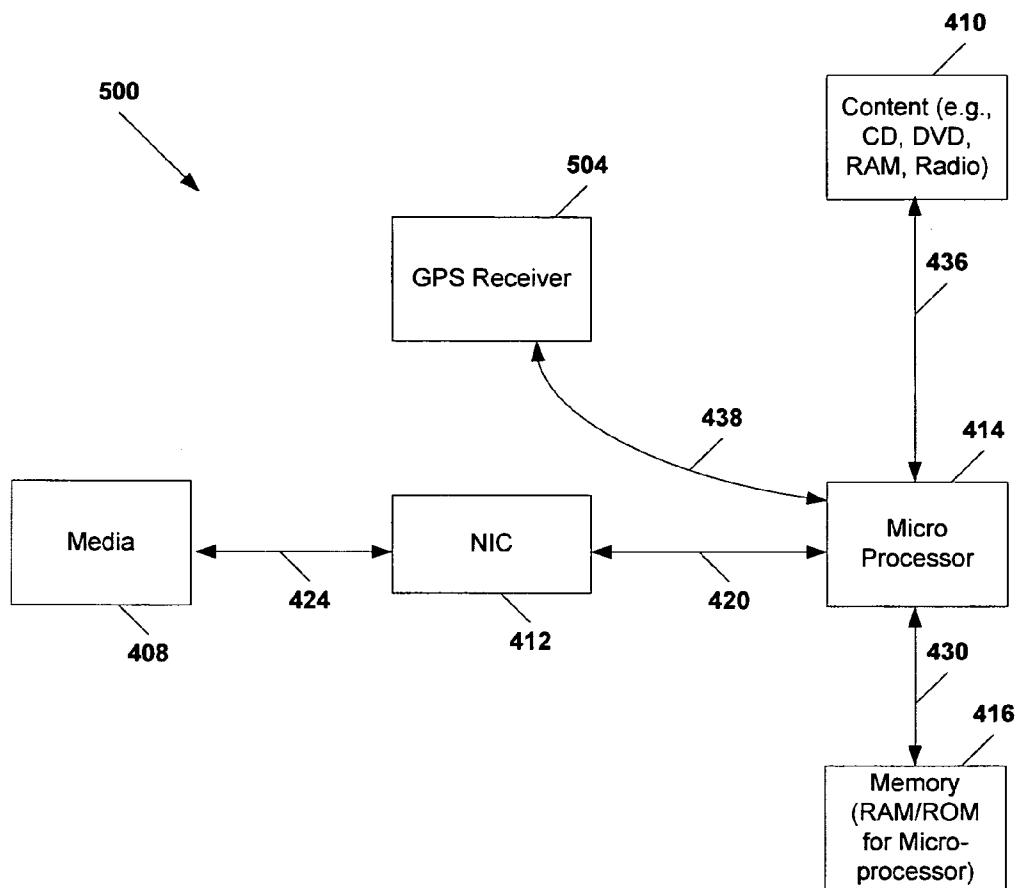 410
500
Content (e.g.,
CD, DVD,
RAM, Radio)
504
GPS Receiver
436
438
414
Media
NIC
Micro
Processor
424
420
408
412
430
416
Memory
(RAM/ROM
for Micro-
processor)